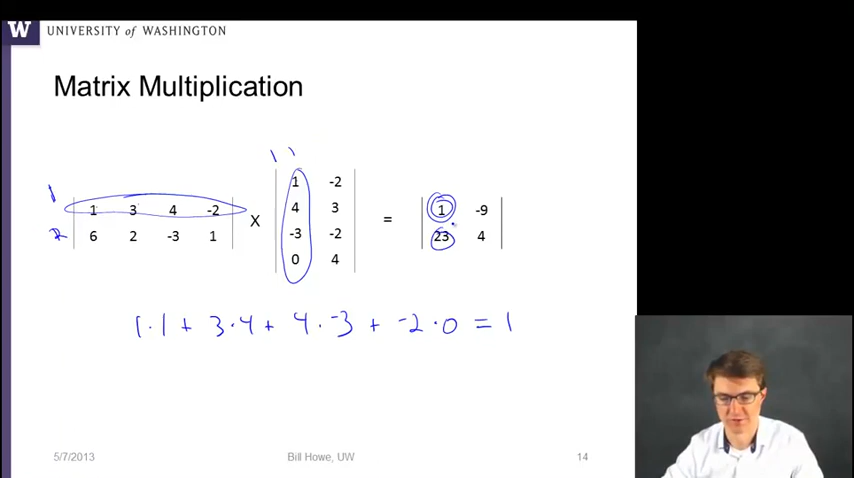 W UNIVERSITY of WASHINGTON
Matrix Multiplication
1 3 4 -2
6 2 -3 1
X
1 -2
4 3
-3 -2
0 4
=
1 -9
23 4
1
2
1·1 + 3·4 + 4·-3 + -2·0 = 1
5/7/2013 Bill Howe, UW 14